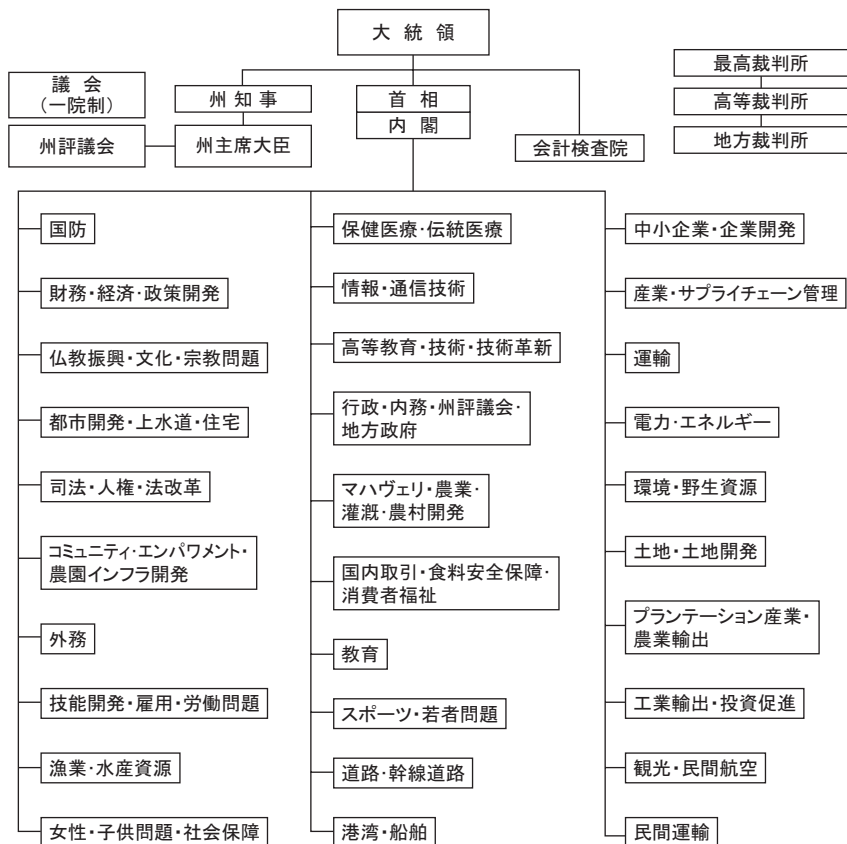 大統領
議会
（一院制）
州知事
首相
内閣
州評議会
州主席大臣
会計検査院
最高裁判所
高等裁判所
地方裁判所
国防
財務・経済・政策開発
仏教振興・文化・宗教問題
都市開発・上水道・住宅
司法・人権・法改革
コミュニティ・エンパワメント・
農園インフラ開発
外務
技能開発・雇用・労働問題
漁業・水産資源
女性・子供問題・社会保障
保健医療・伝統医療
情報・通信技術
高等教育・技術・技術革新
行政・内務・州評議会・
地方政府
マハヴェリ・農業・
灌漑・農村開発
国内取引・食料安全保障・
消費者福祉
教育
スポーツ・若者問題
道路・幹線道路
港湾・船舶
中小企業・企業開発
産業・サプライチェーン管理
運輸
電力・エネルギー
環境・野生資源
土地・土地開発
プランテーション産業・
農業輸出
工業輸出・投資促進
観光・民間航空
民間運輸